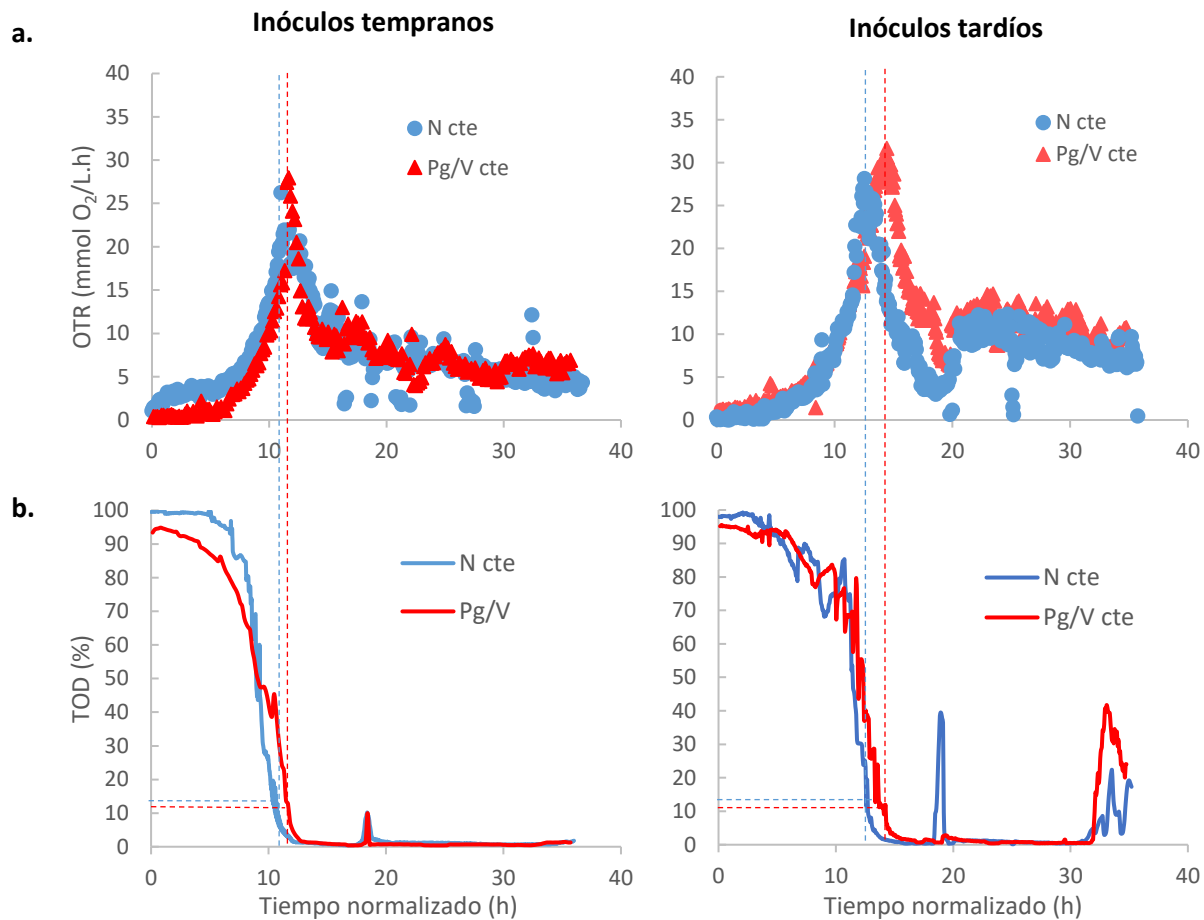 Inóculos tempranos
Inóculos tardíos
a.
OTR (mmol O₂/L.h)
40
35
30
25
20
15
10
5
0
N cte
Pg/V cte
0 10 20 30 40
40
35
30
25
20
15
10
5
0
N cte
Pg/V cte
0 10 20 30 40
b.
TOD (%)
100
90
80
70
60
50
40
30
20
10
0
N cte
Pg/V
0 10 20 30 40
Tiempo normalizado (h)
100
90
80
70
60
50
40
30
20
10
0
N cte
Pg/V cte
0 10 20 30 40
Tiempo normalizado (h)